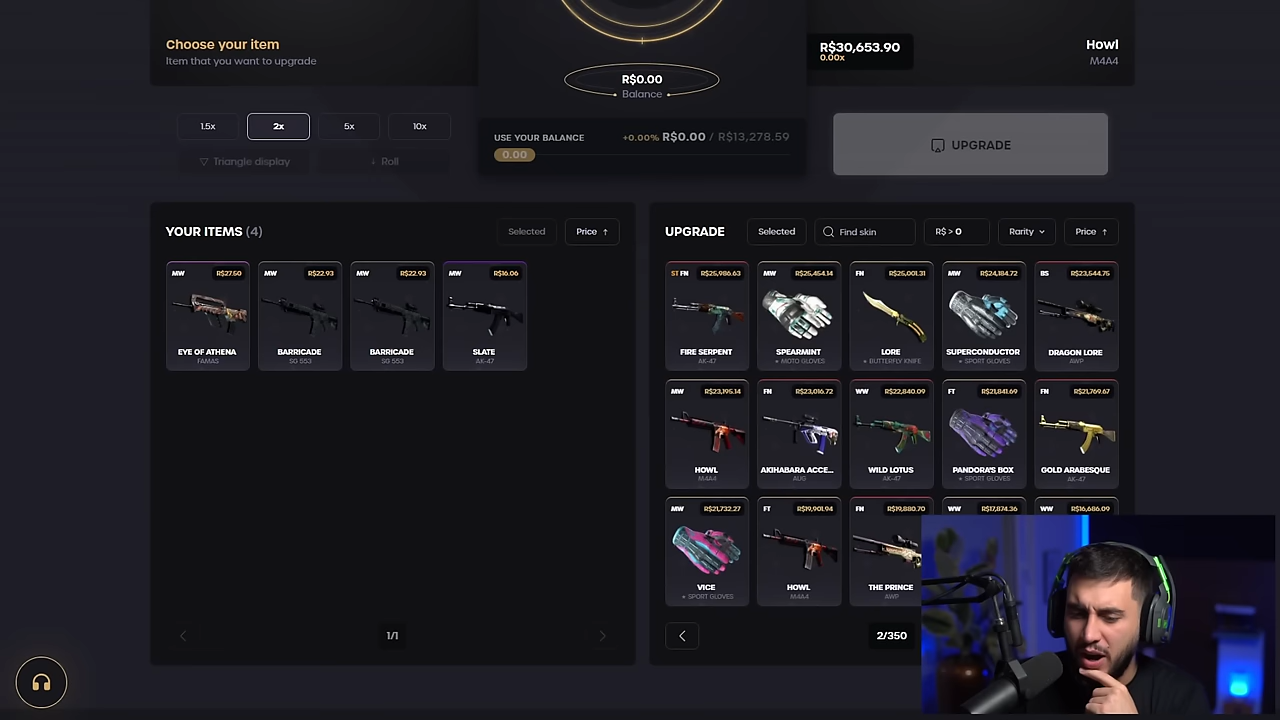 Choose your item
Item that you want to upgrade
R$0.00
Balance
R$30,653.90
0.00x
Howl
M4A4
1.5x
2x
5x
10x
Triangle display
Roll
USE YOUR BALANCE
+0.00% R$0.00 / R$13,278.59
0.00
UPGRADE
YOUR ITEMS (4)
Selected
Price ↑
MW R$27.50
EYE OF ATHENA
FAMAS
MW R$22.93
BARRICADE
SG 553
MW R$22.93
BARRICADE
SG 553
MW R$16.06
SLATE
AK-47
1/1
UPGRADE
Selected
Find skin
R$ > 0
Rarity
Price ↑
ST FN R$25,986.63
FIRE SERPENT
AK-47
MW R$25,454.14
SPEARMINT
★ MOTO GLOVES
FN R$25,001.31
LORE
★ BUTTERFLY KNIFE
MW R$24,184.72
SUPERCONDUCTOR
★ SPORT GLOVES
BS R$23,544.75
DRAGON LORE
AWP
MW R$23,195.14
HOWL
M4A4
FN R$23,016.72
AKIHABARA ACCE...
AUG
WW R$22,840.09
WILD LOTUS
AK-47
FT R$21,841.69
PANDORA'S BOX
★ SPORT GLOVES
FN R$21,769.67
GOLD ARABESQUE
AK-47
MW R$21,732.27
VICE
★ SPORT GLOVES
FT R$19,901.94
HOWL
M4A4
FN R$19,880.70
THE PRINCE
AWP
WW R$17,874.36
WW R$16,686.09
2/350